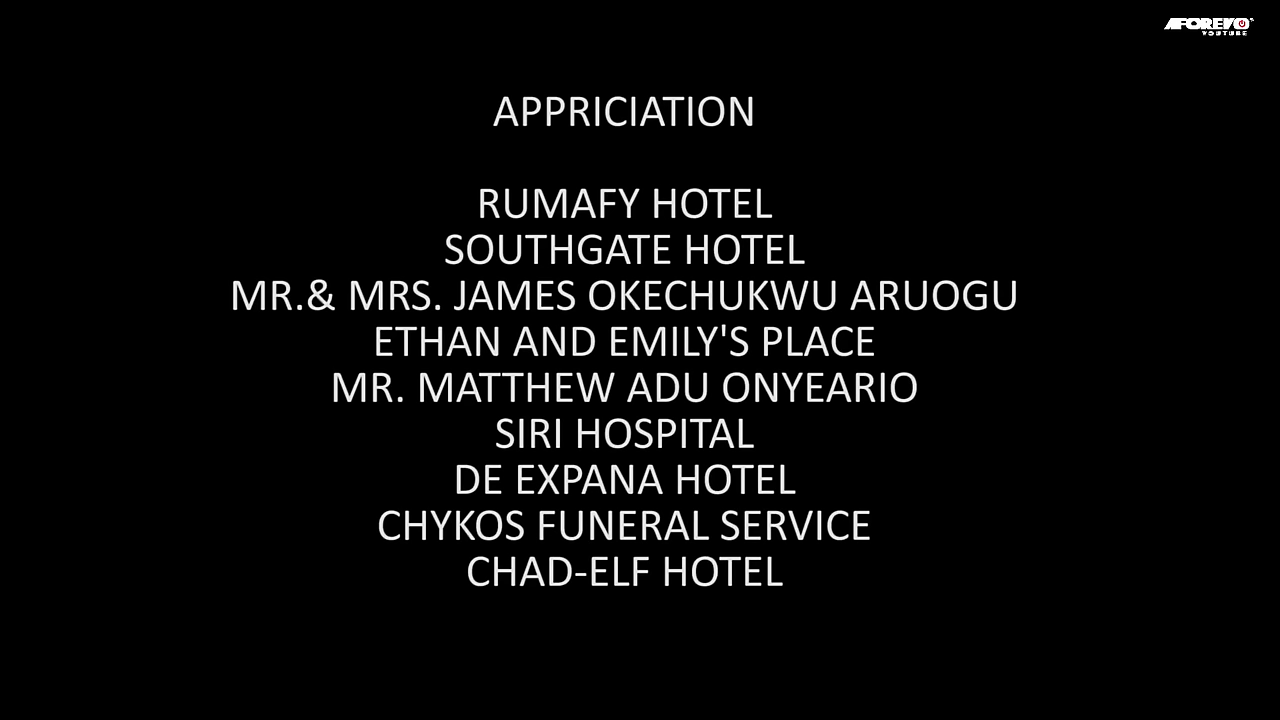 AFOREVO
YOUTUBE
APPRICIATION
RUMAFY HOTEL
SOUTHGATE HOTEL
MR.& MRS. JAMES OKECHUKWU ARUOGU
ETHAN AND EMILY'S PLACE
MR. MATTHEW ADU ONYEARIO
SIRI HOSPITAL
DE EXPANA HOTEL
CHYKOS FUNERAL SERVICE
CHAD-ELF HOTEL